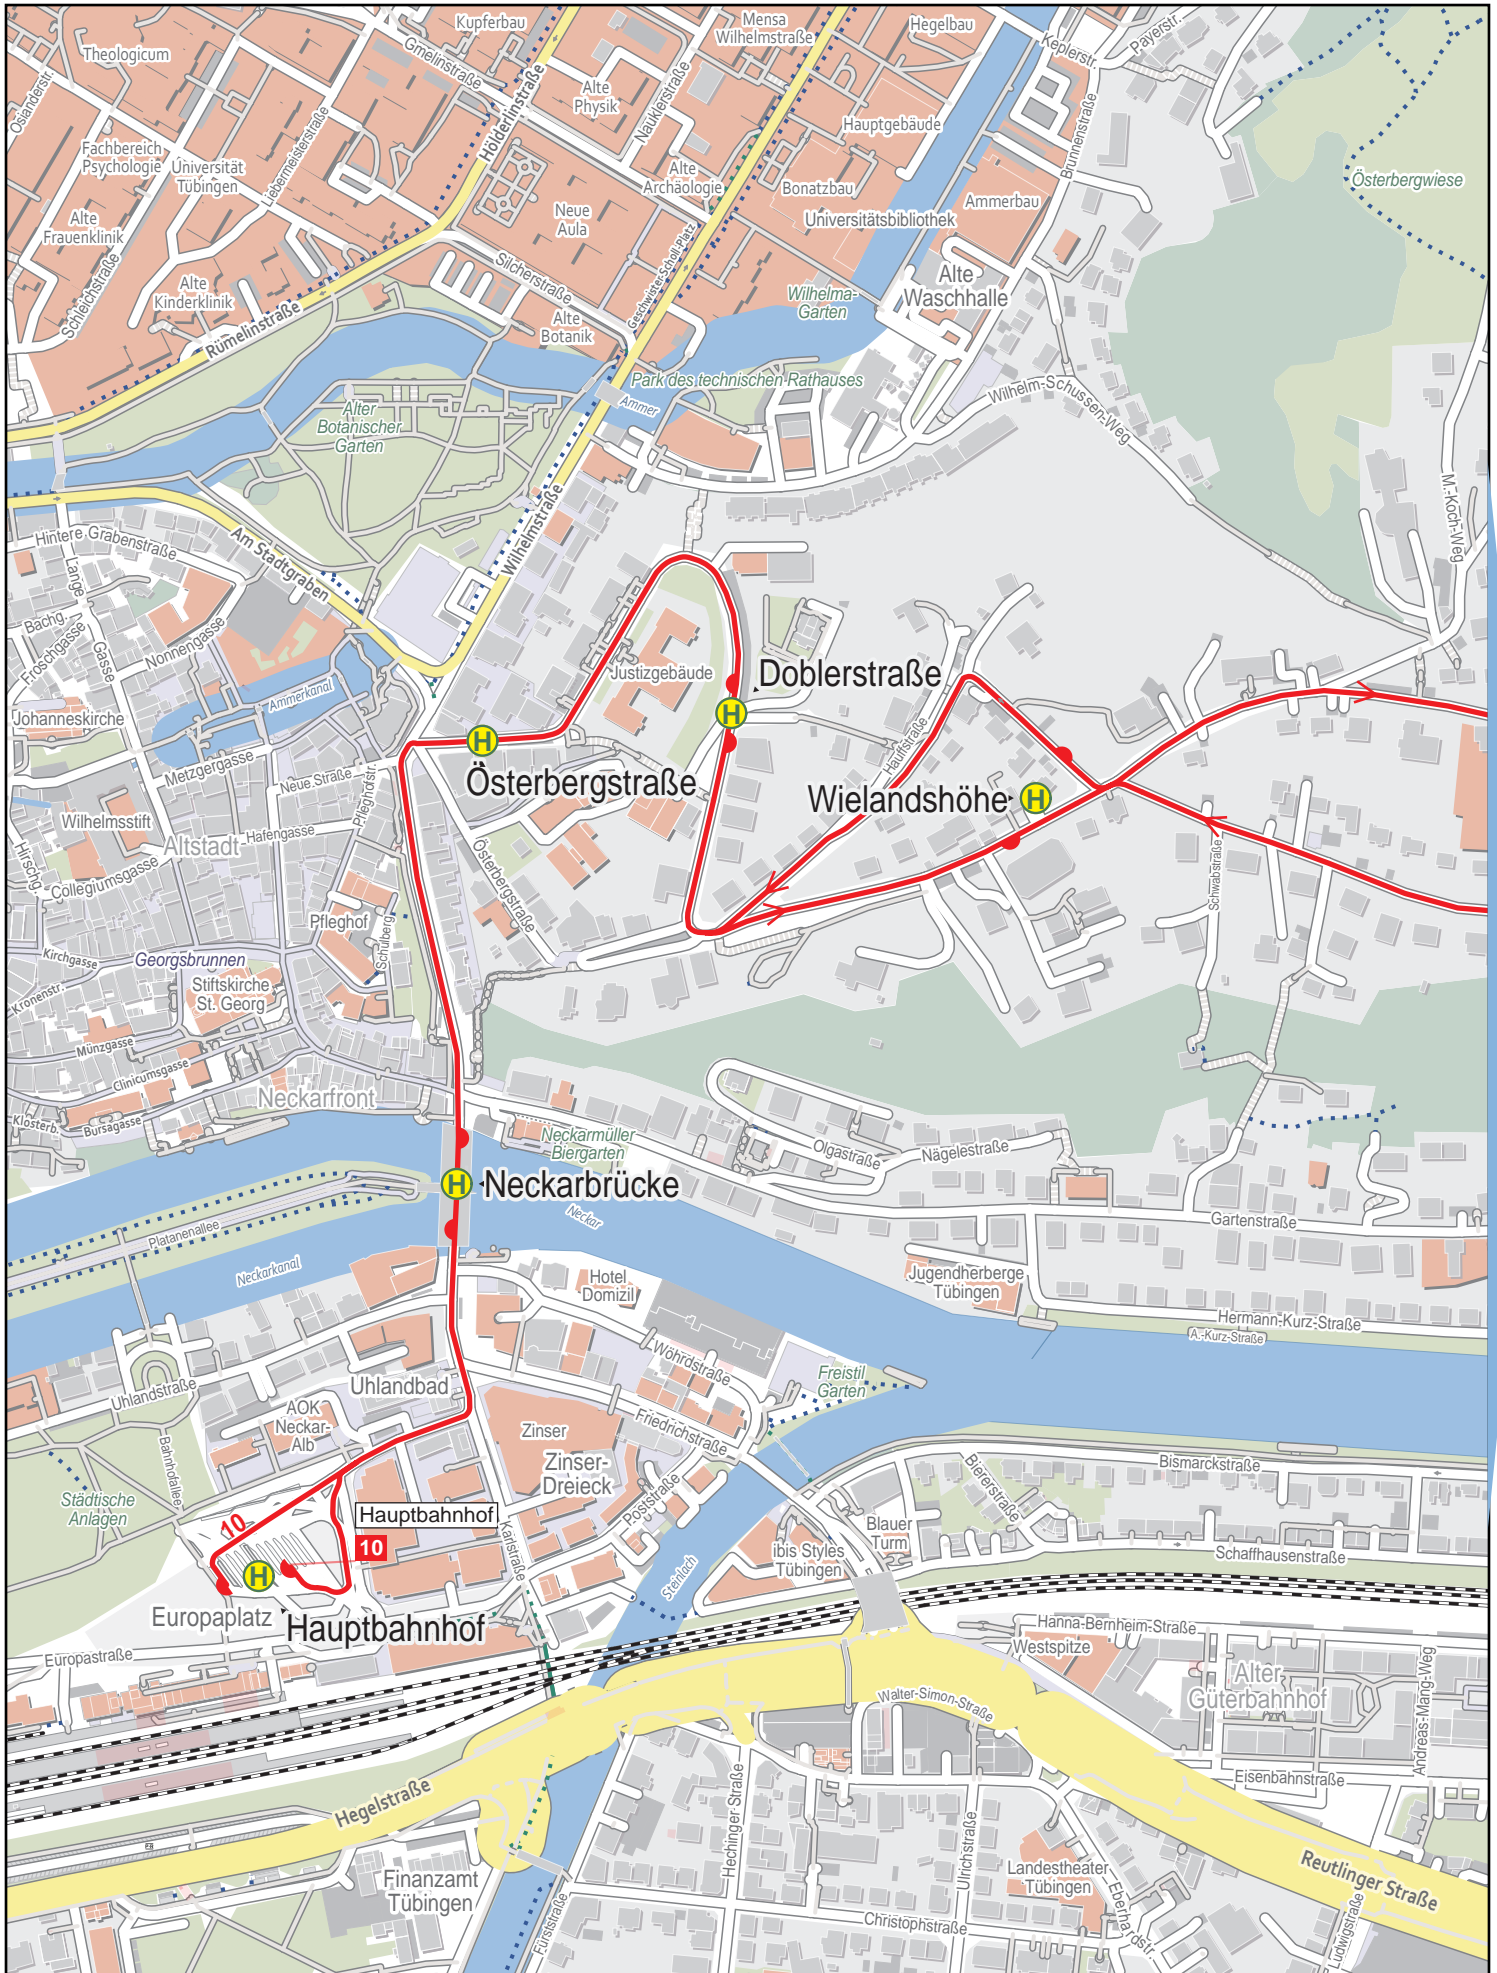 Kupferbau
Mensa
Wilhelmstraße
Hegelbau
Keplerstr.
Payerstr.
Theologicum
Gmelinstraße
Oslanderstr.
Alte
Physik
Hölderlinstraße
Nauklerstraße
Hauptgebäude
Brunnenstraße
Liebermeisterstraße
Fachbereich
Psychologie
Universität
Tübingen
Alte
Archäologie
Bonatzbau
Ammerbau
Österbergwiese
Alte
Frauenklinik
Neue
Aula
Universitätsbibliothek
Schleichstraße
Silcherstraße
Geschwister-Scholl-Platz
Alte
Kinderklinik
Alte
Waschhalle
Wilhelma-
Garten
Alte
Botanik
Rümelinstraße
Park des technischen Rathauses
Ammer
Wilhelm-Schussen-Weg
Alter
Botanischer
Garten
M.-Koch-Weg
Wilhelmstraße
Hintere Grabenstraße
Am Stadtgraben
Lange
Gasse
Bachg.
Froschgasse
Nonnengasse
Justizgebäude
Doblerstraße
H
Ammerkanal
Johanneskirche
Hauffstraße
H
Österbergstraße
Metzgergasse
Neue Straße
Pfleghofstr.
Wielandshöhe
H
Wilhelmsstift
Altstadt
Hafengasse
Hirschg.
Collegiumsgasse
Österbergstraße
Schwabstraße
Pfleghof
Schulberg
Kirchgasse
Georgsbrunnen
Kronenstr.
Stiftskirche
St. Georg
Münzgasse
Clinicumsgasse
Neckarfront
Klosterb.
Bursagasse
Neckarmüller
Biergarten
Olgastraße
Nägelestraße
H
Neckarbrücke
Neckar
Platanenallee
Gartenstraße
Neckarkanal
Hotel
Domizil
Jugendherberge
Tübingen
Hermann-Kurz-Straße
A.-Kurz-Straße
Wöhrdstraße
Uhlandstraße
Uhlandbad
Freistil
Garten
AOK
Neckar-
Alb
Zinser
Friedrichstraße
Bahnhofallee
Zinser-
Dreieck
Bismarckstraße
Biererstraße
Städtische
Anlagen
10
Hauptbahnhof
10
Karlstraße
Poststraße
Blauer
Turm
ibis Styles
Tübingen
Schaffhausenstraße
H
Steinlach
Europaplatz
Hauptbahnhof
Hanna-Bernheim-Straße
Westspitze
Europastraße
Alter
Güterbahnhof
Andreas-Mang-Weg
Walter-Simon-Straße
Hegelstraße
Eisenbahnstraße
Hechinger Straße
Ulrichstraße
Reutlinger Straße
Finanzamt
Tübingen
Landestheater
Tübingen
Eberhardstr.
Fürststraße
Christophstraße
Ludwigstraße